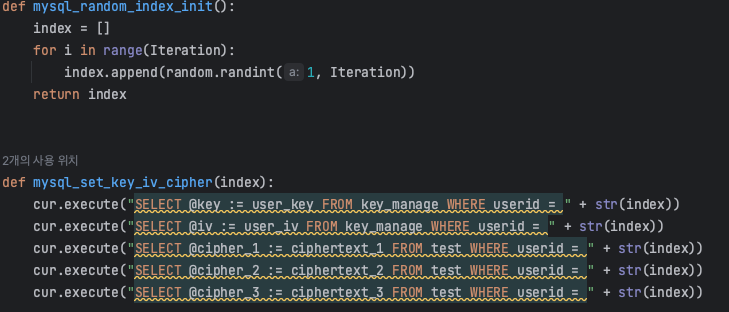 def mysql_random_index_init():
    index = []
    for i in range(Iteration):
        index.append(random.randint( a: 1, Iteration))
    return index
2개의 사용 위치
def mysql_set_key_iv_cipher(index):
    cur.execute("SELECT @key := user_key FROM key_manage WHERE userid = " + str(index))
    cur.execute("SELECT @iv := user_iv FROM key_manage WHERE userid = " + str(index))
    cur.execute("SELECT @cipher_1 := ciphertext_1 FROM test WHERE userid = " + str(index))
    cur.execute("SELECT @cipher_2 := ciphertext_2 FROM test WHERE userid = " + str(index))
    cur.execute("SELECT @cipher_3 := ciphertext_3 FROM test WHERE userid = " + str(index))